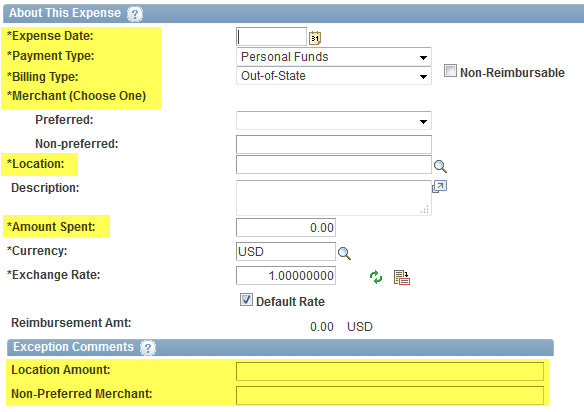 About This Expense ?
*Expense Date: 31
*Payment Type: Personal Funds
*Billing Type: Out-of-State Non-Reimbursable
*Merchant (Choose One)
Preferred:
Non-preferred:
*Location:
Description:
*Amount Spent: 0.00
*Currency: USD
*Exchange Rate: 1.00000000
Default Rate
Reimbursement Amt: 0.00 USD
Exception Comments ?
Location Amount:
Non-Preferred Merchant: